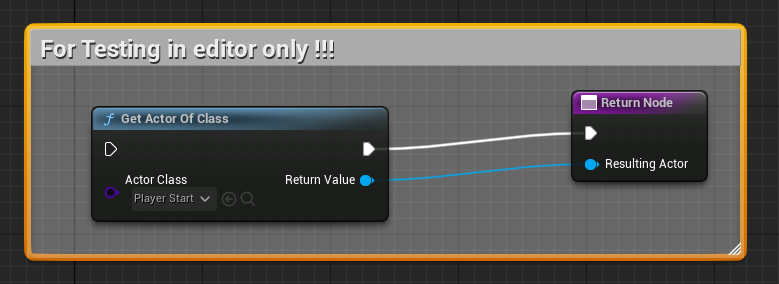 For Testing in editor only !!!
Return Node
Get Actor Of Class
Resulting Actor
Actor Class
Return Value
Player Start